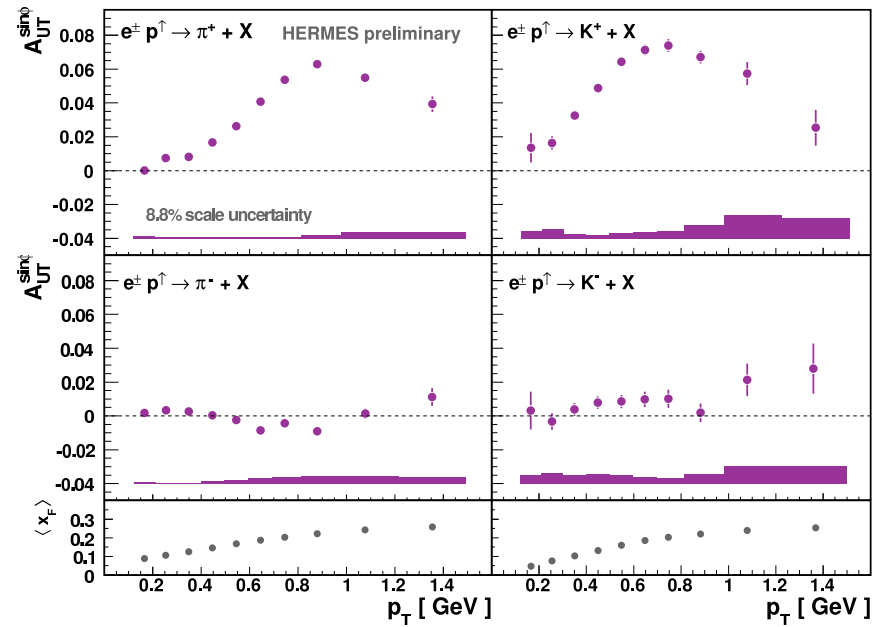 A_UT^sinϕ
e± p↑ → π+ + X
HERMES preliminary
e± p↑ → K+ + X
0.08
0.06
0.04
0.02
0
-0.02
-0.04
8.8% scale uncertainty
A_UT^sinϕ
e± p↑ → π- + X
e± p↑ → K- + X
0.08
0.06
0.04
0.02
0
-0.02
-0.04
⟨ x_F ⟩
0.3
0.2
0.1
0
0.2 0.4 0.6 0.8 1 1.2 1.4
0.2 0.4 0.6 0.8 1 1.2 1.4
p_T [ GeV ]
p_T [ GeV ]